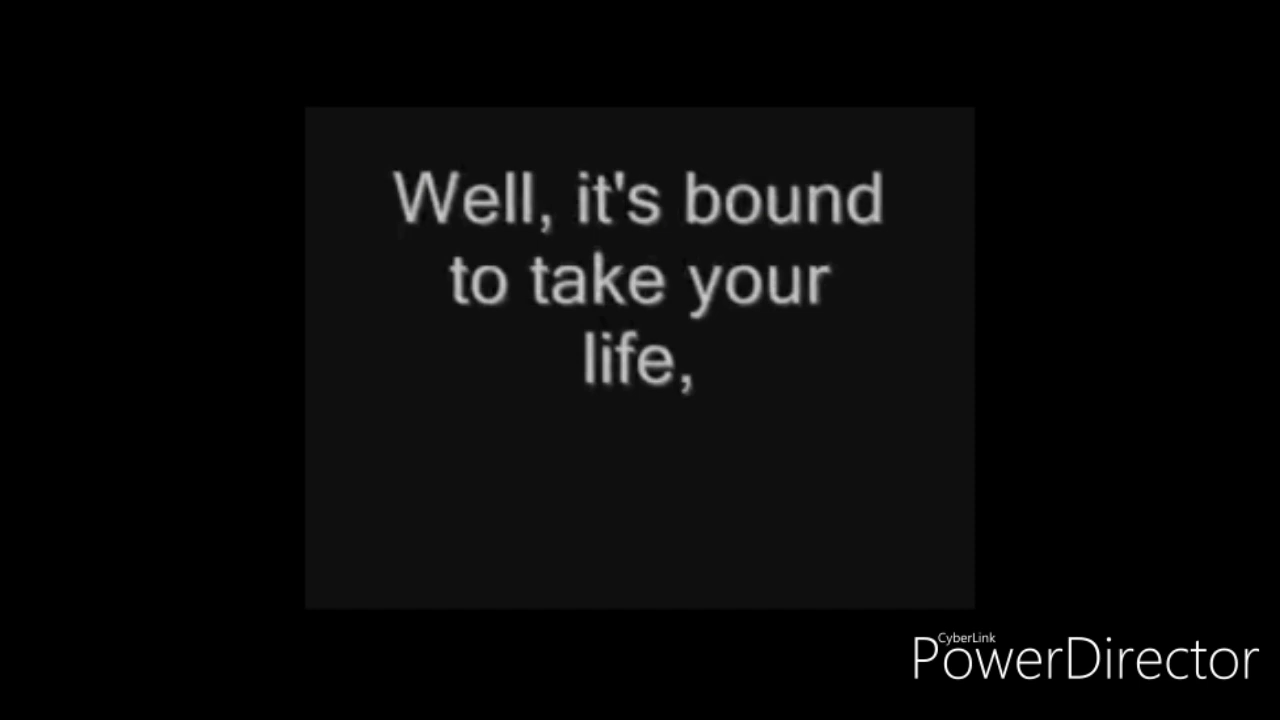 Well, it's bound
to take your
life,
CyberLink
PowerDirector